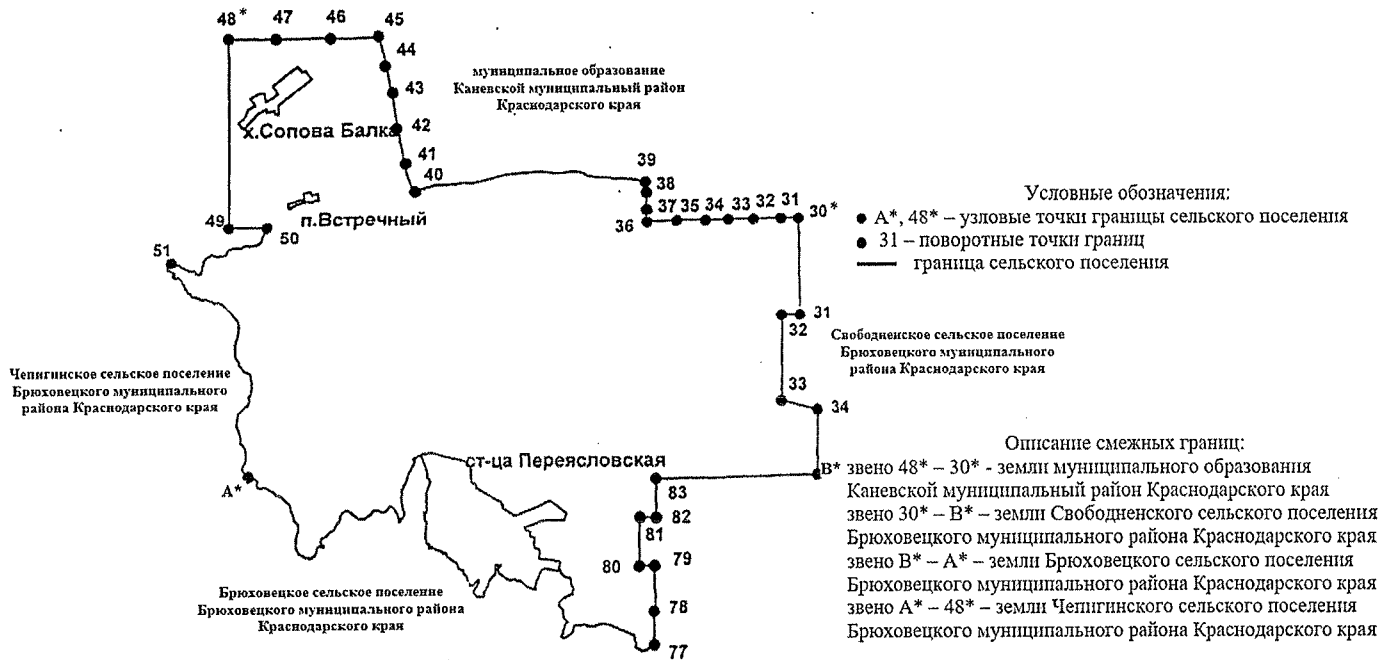 48* 47 46 45
44
43
42
41
40
муниципальное образование
Каневской муниципальный район
Краснодарского края
х.Сопова Балка
п.Встречный
49 50
51
39
38
37
36 35 34 33 32 31 30*
31
32
33
34
В*
Свободненское сельское поселение
Брюховецкого муниципального
района Краснодарского края
Чепигинское сельское поселение
Брюховецкого муниципального
района Краснодарского края
А*
ст-ца Переясловская
83
82
81
80 79
78
77
Брюховецкое сельское поселение
Брюховецкого муниципального района
Краснодарского края
Условные обозначения:
А*, 48* – узловые точки границы сельского поселения
31 – поворотные точки границ
граница сельского поселения
Описание смежных границ:
звено 48* – 30* - земли муниципального образования
Каневской муниципальный район Краснодарского края
звено 30* – В* – земли Свободненского сельского поселения
Брюховецкого муниципального района Краснодарского края
звено В* – А* – земли Брюховецкого сельского поселения
Брюховецкого муниципального района Краснодарского края
звено А* – 48* – земли Чепигинского сельского поселения
Брюховецкого муниципального района Краснодарского края